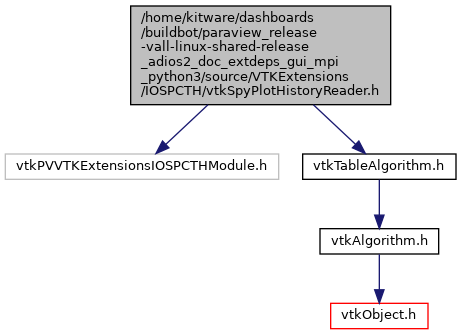 /home/kitware/dashboards
/buildbot/paraview_release
-vall-linux-shared-release
_adios2_doc_extdeps_gui_mpi
_python3/source/VTKExtensions
/IOSPCTH/vtkSpyPlotHistoryReader.h
vtkPVVTKExtensionsIOSPCTHModule.h
vtkTableAlgorithm.h
vtkAlgorithm.h
vtkObject.h